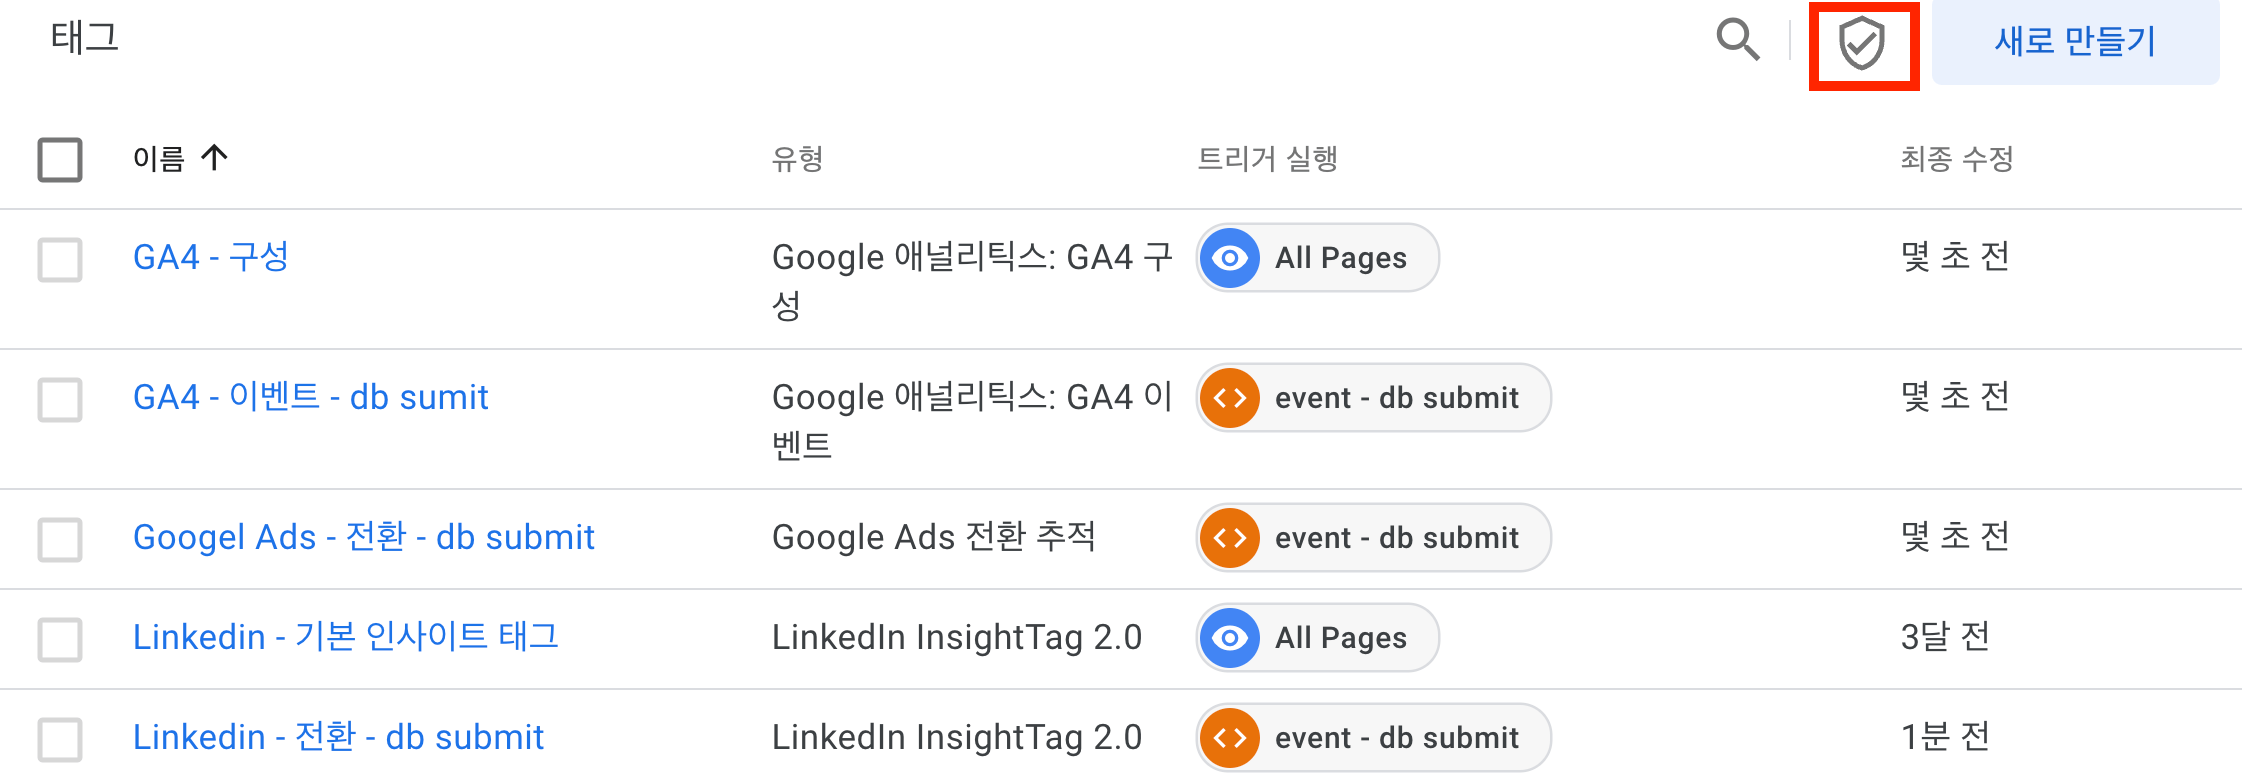 태그
새로 만들기
이름 유형 트리거 실행 최종 수정
GA4 - 구성 Google 애널리틱스: GA4 구 All Pages 몇 초 전
성
GA4 - 이벤트 - db sumit Google 애널리틱스: GA4 이 event - db submit 몇 초 전
벤트
Googel Ads - 전환 - db submit Google Ads 전환 추적 event - db submit 몇 초 전
Linkedin - 기본 인사이트 태그 LinkedIn InsightTag 2.0 All Pages 3달 전
Linkedin - 전환 - db submit LinkedIn InsightTag 2.0 event - db submit 1분 전